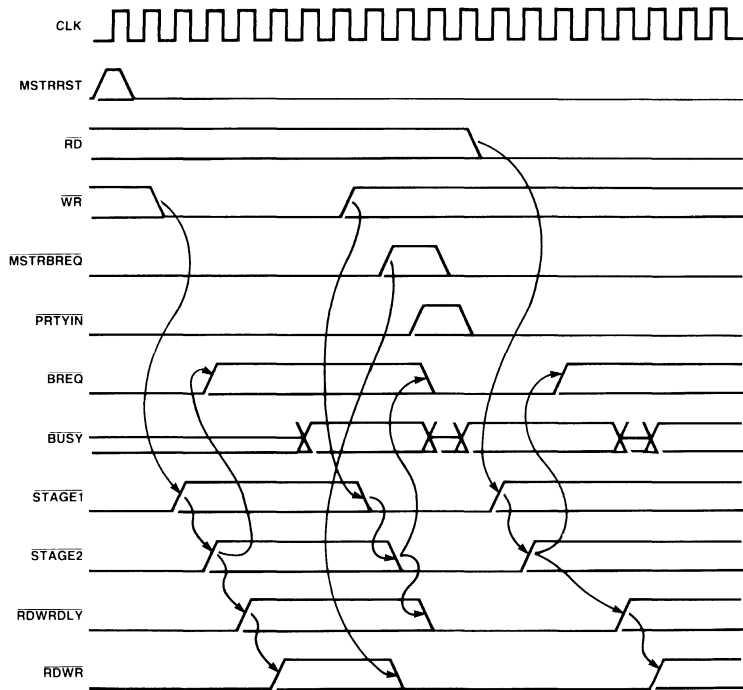 CLK
MSTRRST
RD
WR
MSTRBREQ
PRTYIN
BREQ
BUSY
STAGE1
STAGE2
RDWRDLY
RDWR